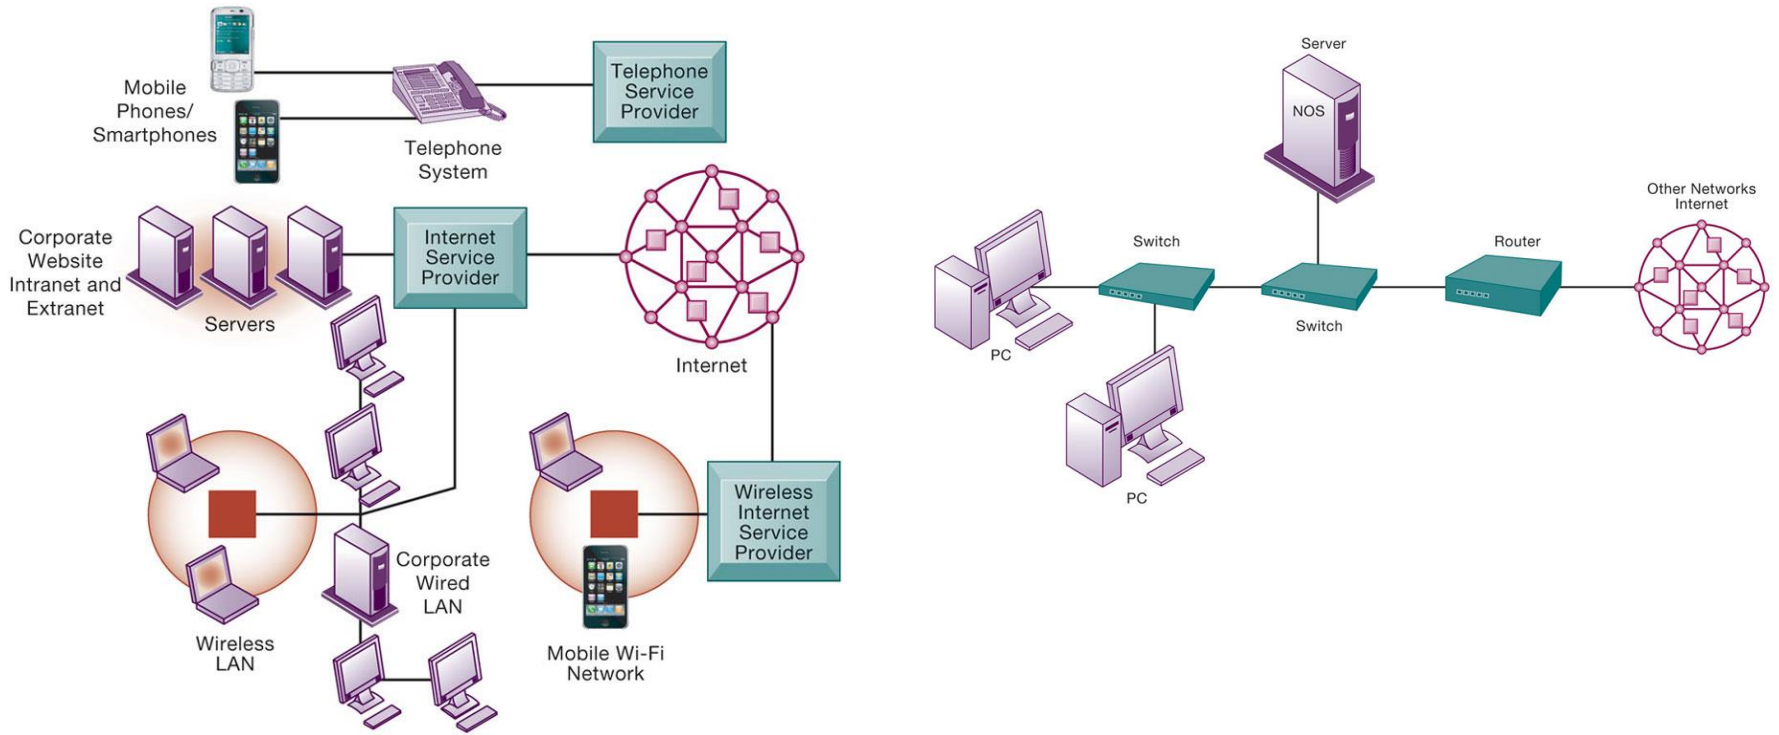 Mobile
Phones/
Smartphones
Telephone
System
Telephone
Service
Provider
Corporate
Website
Intranet and
Extranet
Servers
Internet
Service
Provider
Internet
Wireless
LAN
Corporate
Wired
LAN
Mobile Wi-Fi
Network
Wireless
Internet
Service
Provider
Server
NOS
Switch
Switch
Router
Other Networks
Internet
PC
PC